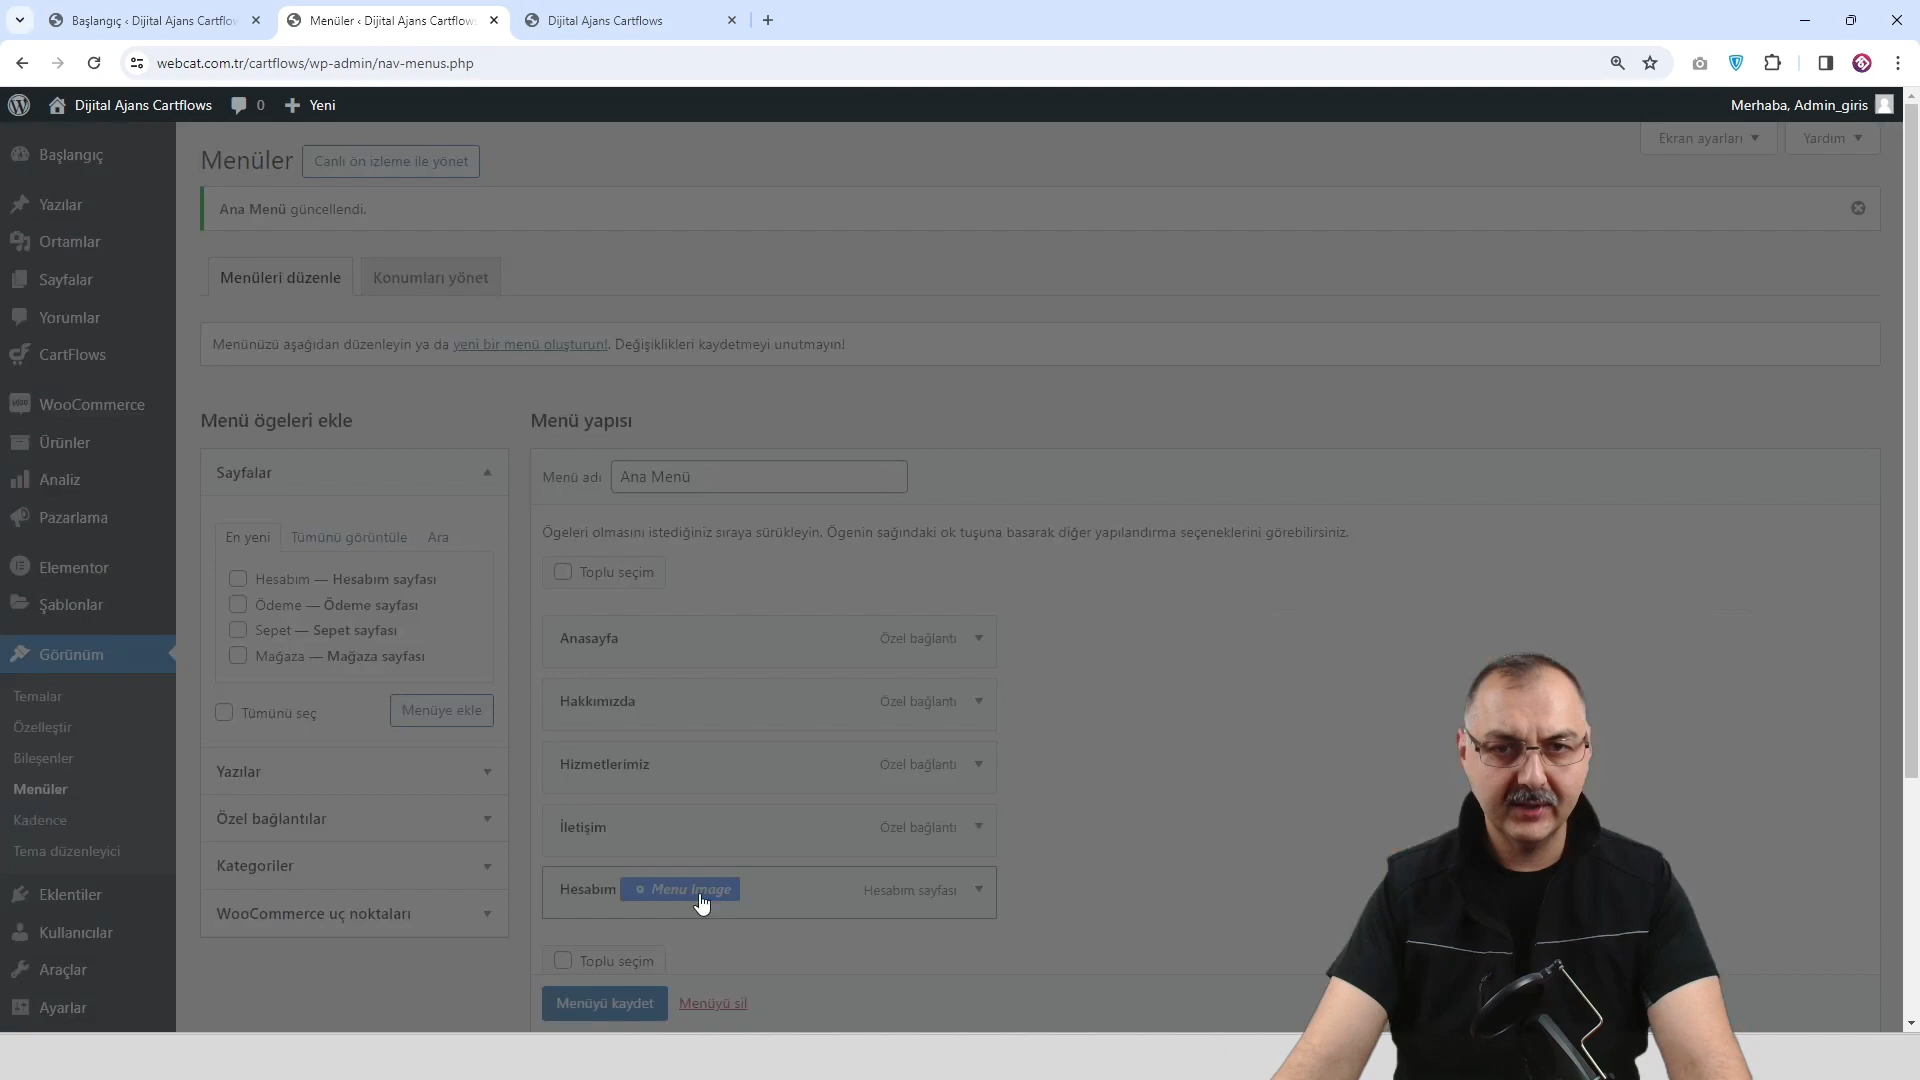 Başlangıç ‹ Dijital Ajans Cartflow
Menüler ‹ Dijital Ajans Cartflows
Dijital Ajans Cartflows
webcat.com.tr/cartflows/wp-admin/nav-menus.php
Dijital Ajans Cartflows
0
Yeni
Merhaba, Admin_giris
Ekran ayarları
Yardım
Başlangıç
Yazılar
Ortamlar
Sayfalar
Yorumlar
CartFlows
WooCommerce
Ürünler
Analiz
Pazarlama
Elementor
Şablonlar
Görünüm
Temalar
Özelleştir
Bileşenler
Menüler
Kadence
Tema düzenleyici
Eklentiler
Kullanıcılar
Araçlar
Ayarlar
Menüler
Canlı ön izleme ile yönet
Ana Menü güncellendi.
Menüleri düzenle
Konumları yönet
Menünüzü aşağıdan düzenleyin ya da yeni bir menü oluşturun!. Değişiklikleri kaydetmeyi unutmayın!
Menü ögeleri ekle
Sayfalar
En yeni
Tümünü görüntüle
Ara
Hesabım — Hesabım sayfası
Ödeme — Ödeme sayfası
Sepet — Sepet sayfası
Mağaza — Mağaza sayfası
Tümünü seç
Menüye ekle
Yazılar
Özel bağlantılar
Kategoriler
WooCommerce uç noktaları
Menü yapısı
Menü adı
Ana Menü
Ögeleri olmasını istediğiniz sıraya sürükleyin. Ögenin sağındaki ok tuşuna basarak diğer yapılandırma seçeneklerini görebilirsiniz.
Toplu seçim
Anasayfa Özel bağlantı
Hakkımızda Özel bağlantı
Hizmetlerimiz Özel bağlantı
İletişim Özel bağlantı
Hesabım Menu Image Hesabım sayfası
Toplu seçim
Menüyü kaydet
Menüyü sil